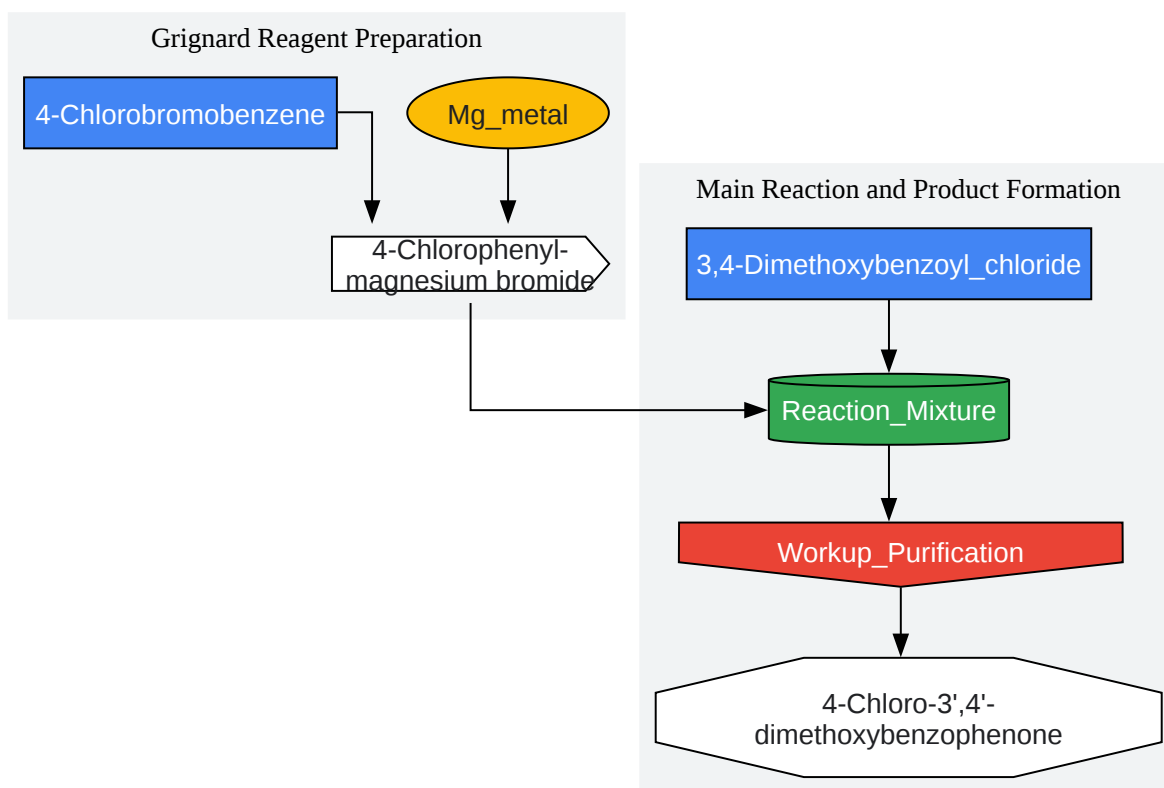 Grignard Reagent Preparation
4-Chlorobromobenzene
Mg_metal
4-Chlorophenyl-
magnesium bromide
Main Reaction and Product Formation
3,4-Dimethoxybenzoyl_chloride
Reaction_Mixture
Workup_Purification
4-Chloro-3',4'-
dimethoxybenzophenone